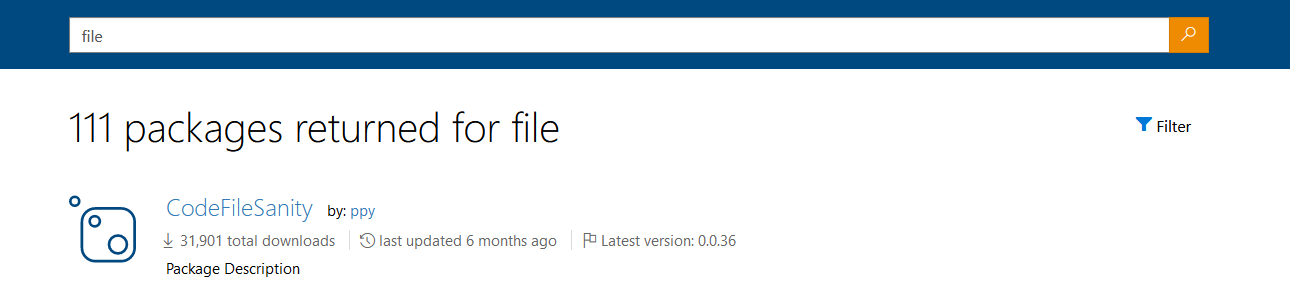 file
111 packages returned for file
Filter
CodeFileSanity by: ppy
31,901 total downloads last updated 6 months ago Latest version: 0.0.36
Package Description